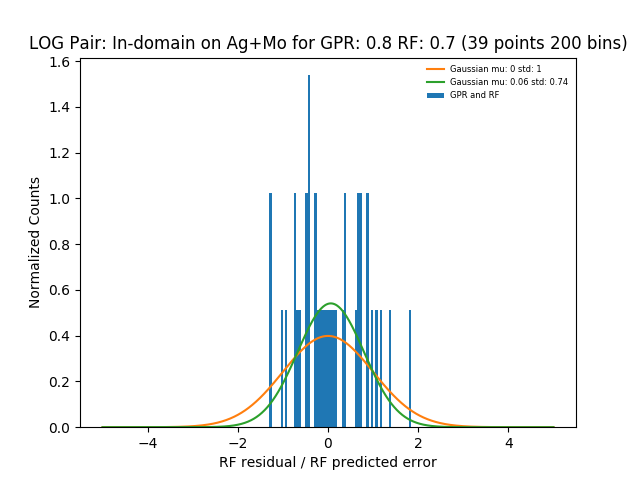 LOG Pair: In-domain on Ag+Mo for GPR: 0.8 RF: 0.7 (39 points 200 bins)
Gaussian mu: 0 std: 1
Gaussian mu: 0.06 std: 0.74
GPR and RF
Normalized Counts
1.6
1.4
1.2
1.0
0.8
0.6
0.4
0.2
0.0
−4 −2 0 2 4
RF residual / RF predicted error